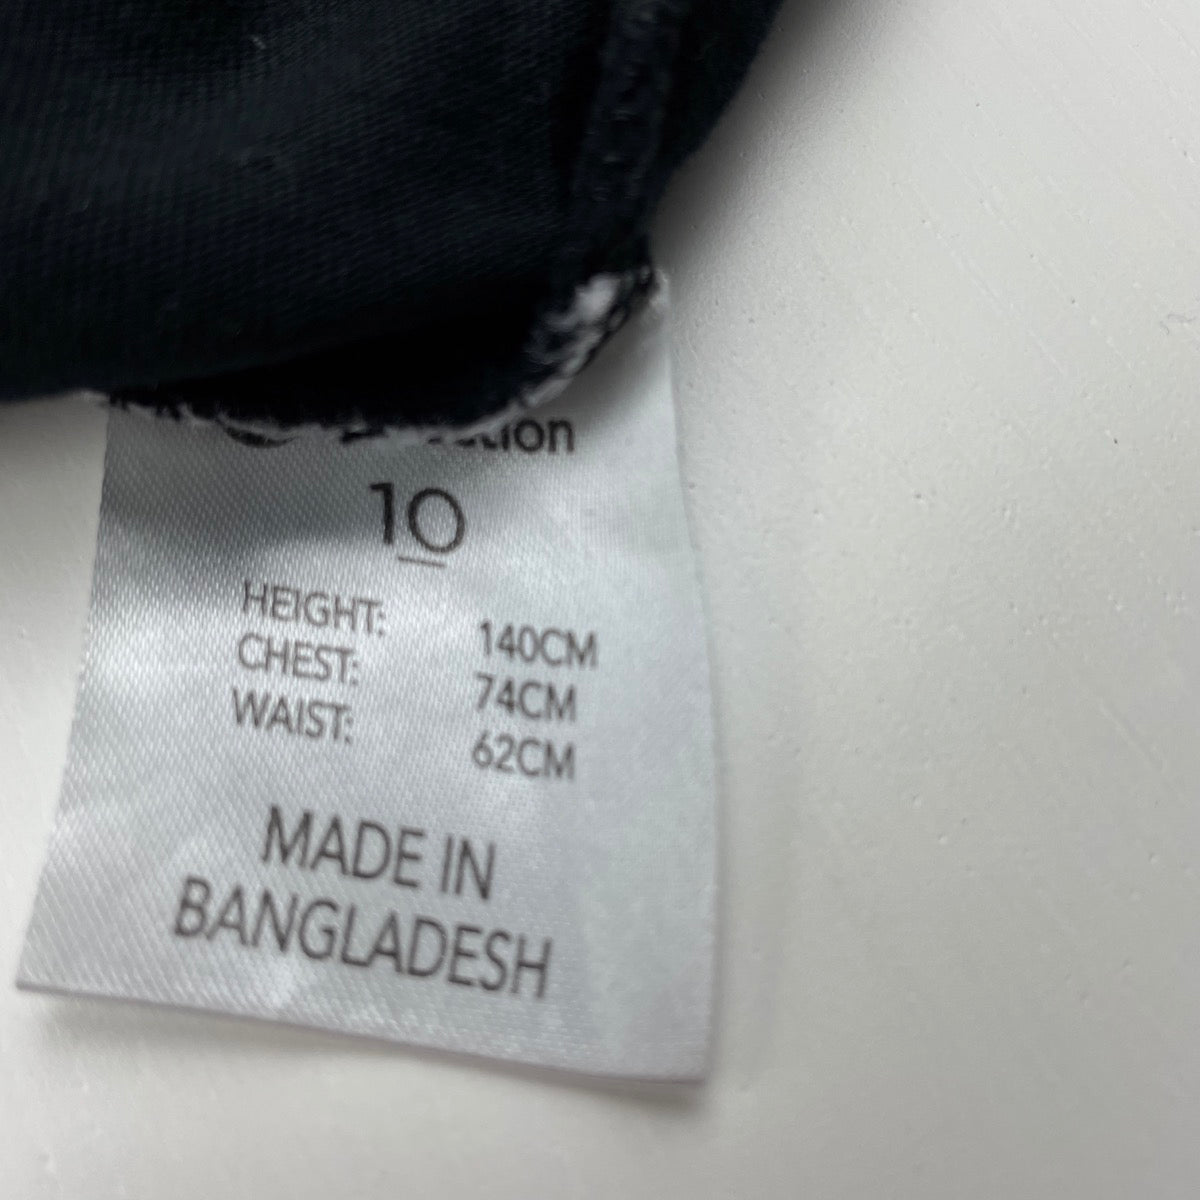 10
HEIGHT: 140CM
CHEST: 74CM
WAIST: 62CM
MADE IN
BANGLADESH